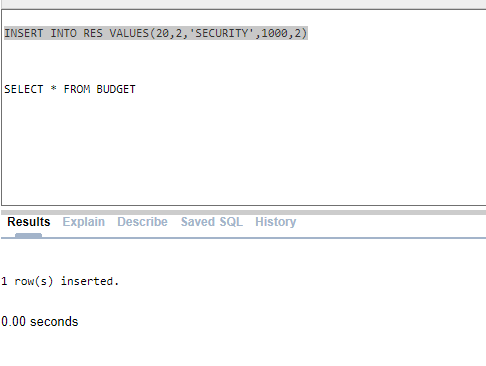 INSERT INTO RES VALUES(20,2,'SECURITY',1000,2)
SELECT * FROM BUDGET
Results Explain Describe Saved SQL History
1 row(s) inserted.
0.00 seconds